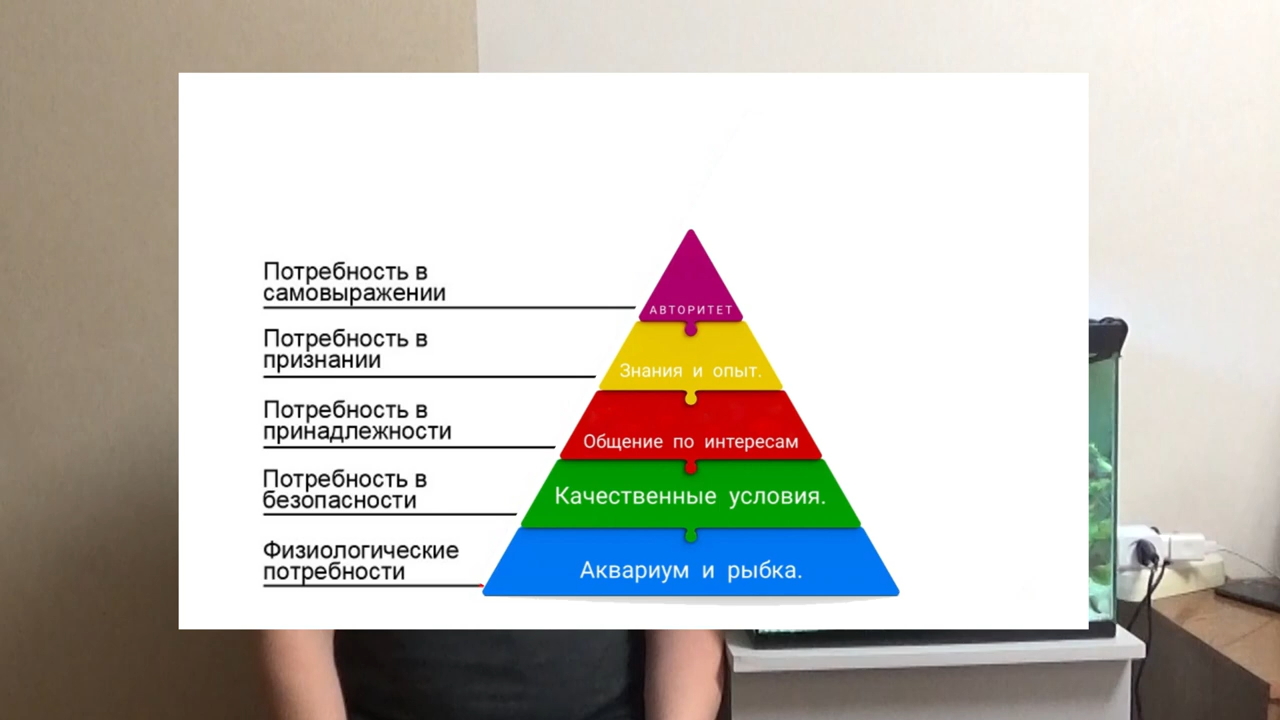 Потребность в
самовыражении
АВТОРИТЕТ
Потребность в
признании
Знания и опыт.
Потребность в
принадлежности
Общение по интересам
Потребность в
безопасности
Качественные условия.
Физиологические
потребности
Аквариум и рыбка.